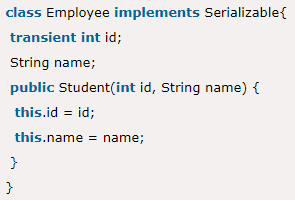 class Employee implements Serializable{
transient int id;
String name;
public Student(int id, String name) {
this.id = id;
this.name = name;
}
}